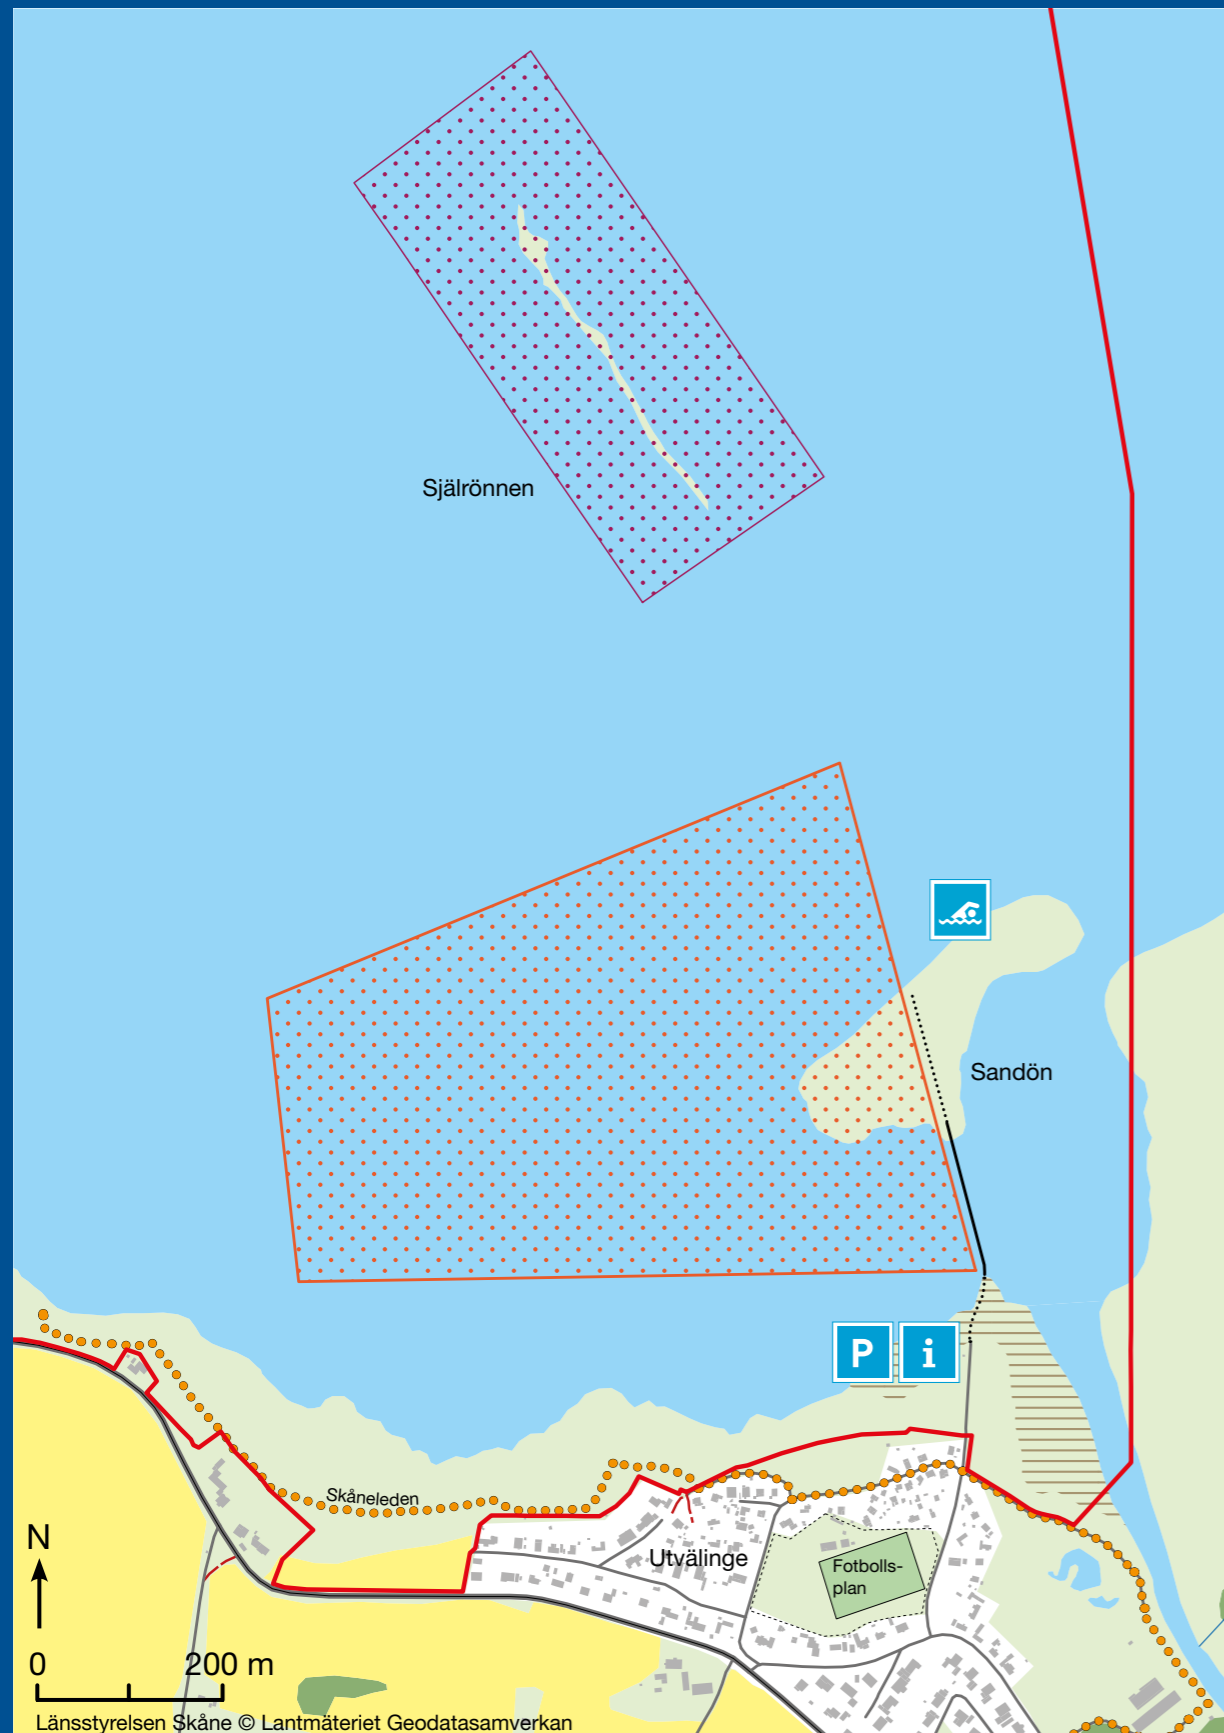 Själrönnen
Sandön
P i
Skåneleden
Utvälinge
Fotbolls-
plan
N
0 200 m
Länsstyrelsen Skåne © Lantmäteriet Geodatasamverkan